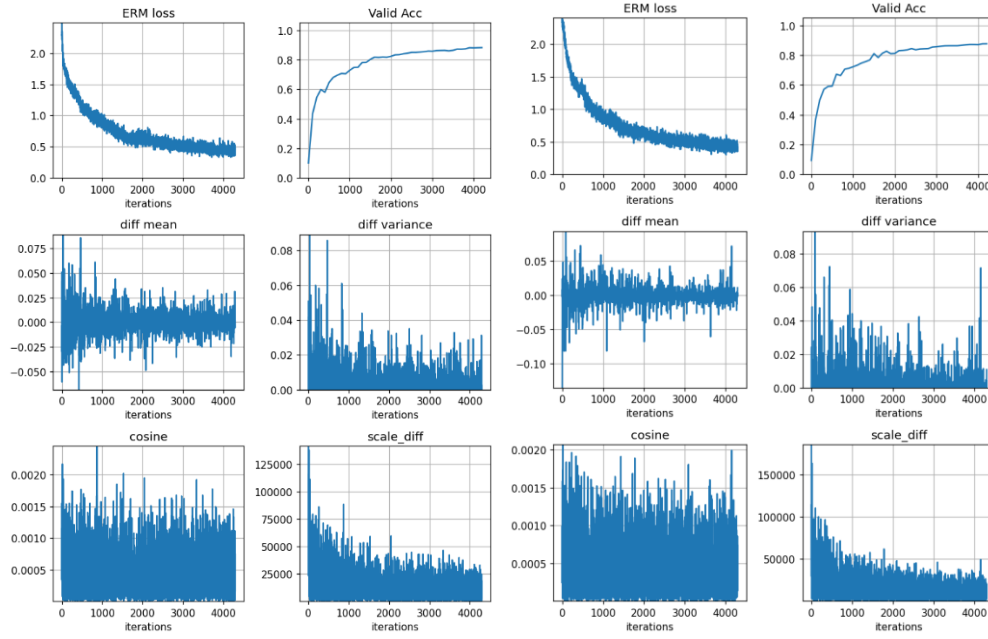 ERM loss
2.0
1.5
1.0
0.5
0.0
0 1000 2000 3000 4000
iterations
Valid Acc
1.0
0.8
0.6
0.4
0.2
0.0
0 1000 2000 3000 4000
iterations
ERM loss
2.0
1.5
1.0
0.5
0.0
0 1000 2000 3000 4000
iterations
Valid Acc
1.0
0.8
0.6
0.4
0.2
0.0
0 1000 2000 3000 4000
iterations
diff mean
0.075
0.050
0.025
0.000
−0.025
−0.050
0 1000 2000 3000 4000
iterations
diff variance
0.08
0.06
0.04
0.02
0.00
0 1000 2000 3000 4000
iterations
diff mean
0.05
0.00
−0.05
−0.10
0 1000 2000 3000 4000
iterations
diff variance
0.08
0.06
0.04
0.02
0.00
0 1000 2000 3000 4000
iterations
cosine
0.0020
0.0015
0.0010
0.0005
0 1000 2000 3000 4000
iterations
scale_diff
125000
100000
75000
50000
25000
0 1000 2000 3000 4000
iterations
cosine
0.0020
0.0015
0.0010
0.0005
0 1000 2000 3000 4000
iterations
scale_diff
150000
100000
50000
0 1000 2000 3000 4000
iterations